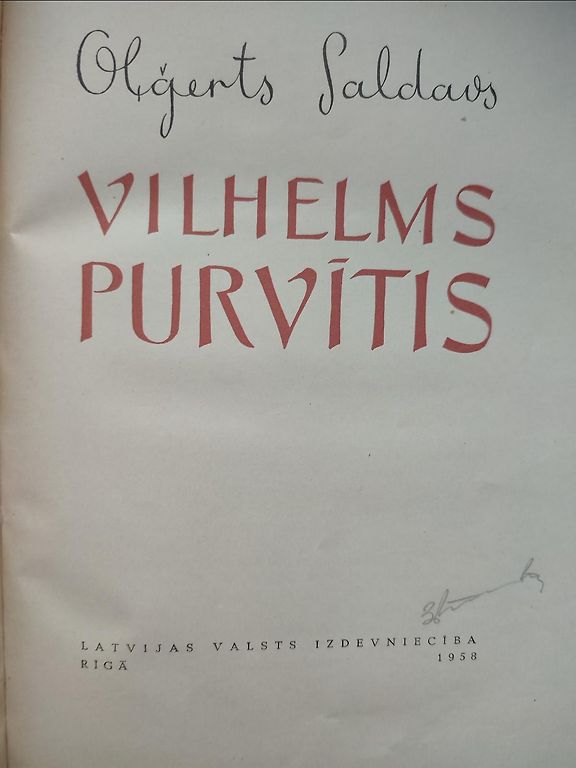 Oļģerts Saldavs
VILHELMS
PURVĪTIS
LATVIJAS VALSTS IZDEVNIECĪBA
RĪGĀ 1958